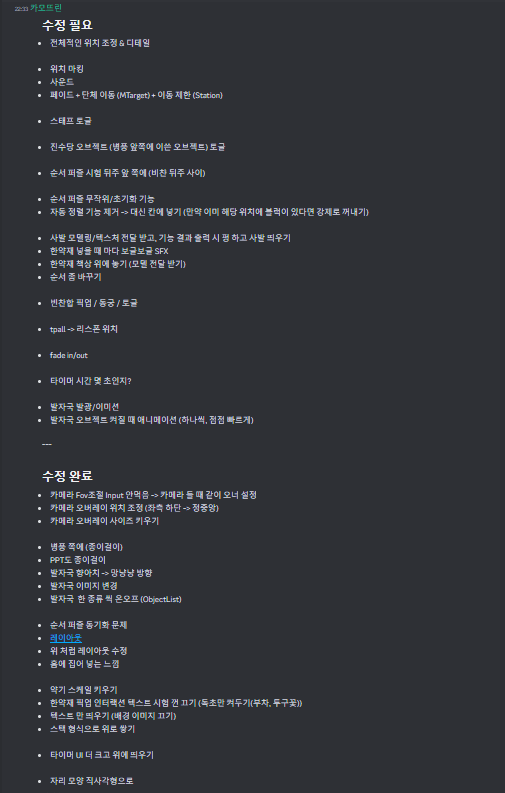 22:33 카모프린
수정 필요
전체적인 위치 조정 & 디테일
위치 마킹
사운드
페이드 + 단체 이동 (MTarget) + 이동 제한 (Station)
스태프 토글
진수당 오브젝트 (병풍 앞쪽에 이쓴 오브젝트) 토글
순서 퍼즐 시험 뒤주 앞 쪽에 (비찬 뒤주 사이)
순서 퍼즐 무작위/초기화 기능
자동 정렬 기능 제거 -> 대신 칸에 넣기 (만약 이미 해당 위치에 블럭이 있다면 강제로 꺼내기)
사발 모델링/텍스처 전달 받고, 기능 결과 출력 시 펑 하고 사발 띄우기
한약재 넣을 때 마다 보글보글 SFX
한약재 책상 위에 놓기 (모델 전달 받기)
순서 좀 바꾸기
빈찬합 픽업 / 동궁 / 토글
tpall -> 리스폰 위치
fade in/out
타이머 시간 몇 초인지?
발자국 발광/이미션
발자국 오브젝트 켜질 때 애니메이션 (하나씩, 점점 빠르게)
---
수정 완료
카메라 Fov조절 Input 안먹음 -> 카메라 들 때 같이 오너 설정
카메라 오버레이 위치 조정 (좌측 하단 -> 정중앙)
카메라 오버레이 사이즈 키우기
병풍 쪽에 (종이걸이)
PPT도 종이걸이
발자국 향아치 -> 망냥냥 방향
발자국 이미지 변경
발자국 한 종류 씩 온오프 (ObjectList)
순서 퍼즐 동기화 문제
레이아웃
위 처럼 레이아웃 수정
홈에 집어 넣는 느낌
약기 스케일 키우기
한약재 픽업 인터랙션 텍스트 시험 껀 끄기 (독초만 켜두기(부자, 투구꽃))
텍스트 만 띄우기 (배경 이미지 끄기)
스택 형식으로 위로 쌓기
타이머 UI 더 크고 위에 띄우기
자리 모양 직사각형으로